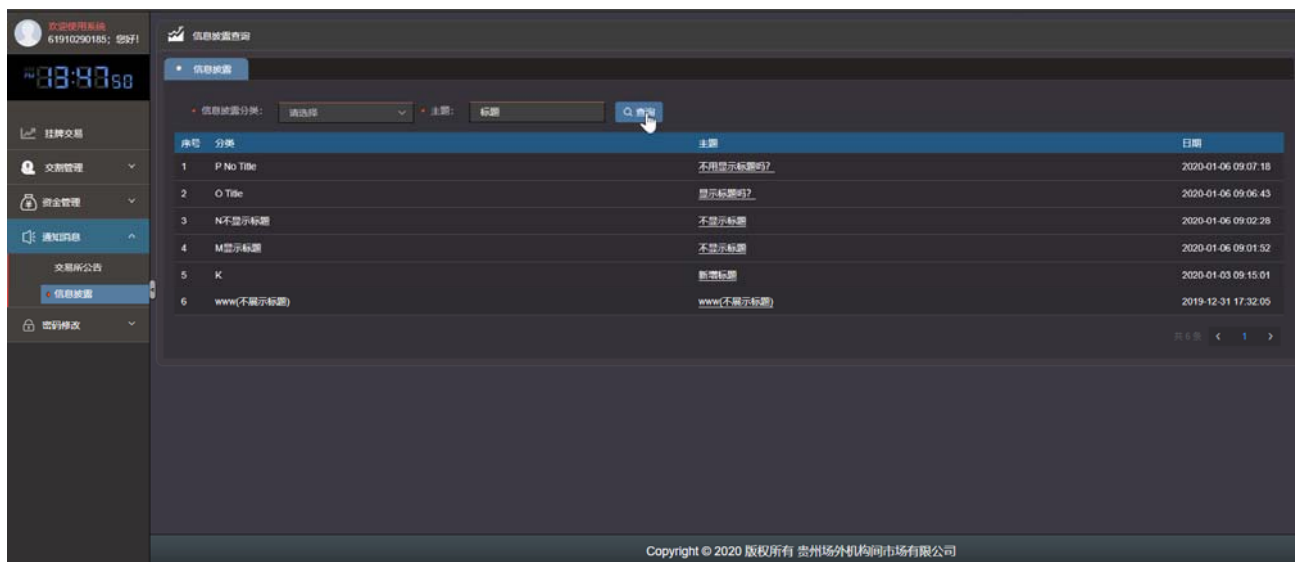 欢迎使用系统
61910290185; 您好!
PM 13:47 50
挂牌交易
交割管理
资金管理
通知消息
交易所公告
信息披露
密码修改
信息披露查询
信息披露
信息披露分类: 请选择 主题: 标题 查询
序号 分类 主题 日期
1 P No Title 不用显示标题吗? 2020-01-06 09:07:18
2 O Title 显示标题吗? 2020-01-06 09:06:43
3 N不显示标题 不显示标题 2020-01-06 09:02:28
4 M显示标题 不显示标题 2020-01-06 09:01:52
5 K 新增标题 2020-01-03 09:15:01
6 www(不展示标题) www(不展示标题) 2019-12-31 17:32:05
共 6 条 1
Copyright © 2020 版权所有 贵州场外机构间市场有限公司